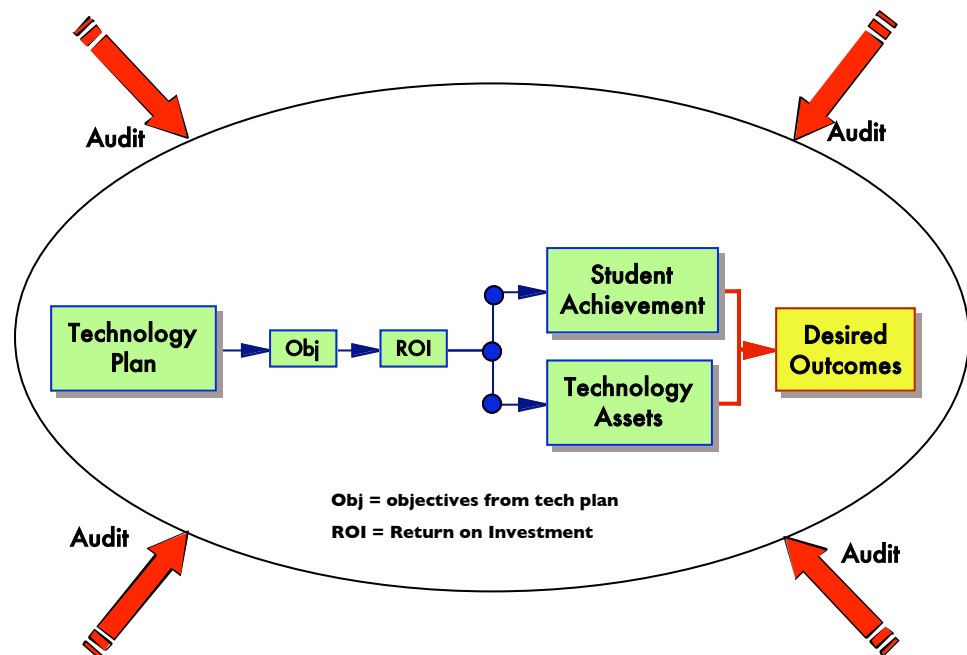 Audit
Audit
Student
Achievement
Technology
Plan
Obj
ROI
Desired
Outcomes
Technology
Assets
Obj = objectives from tech plan
ROI = Return on Investment
Audit
Audit